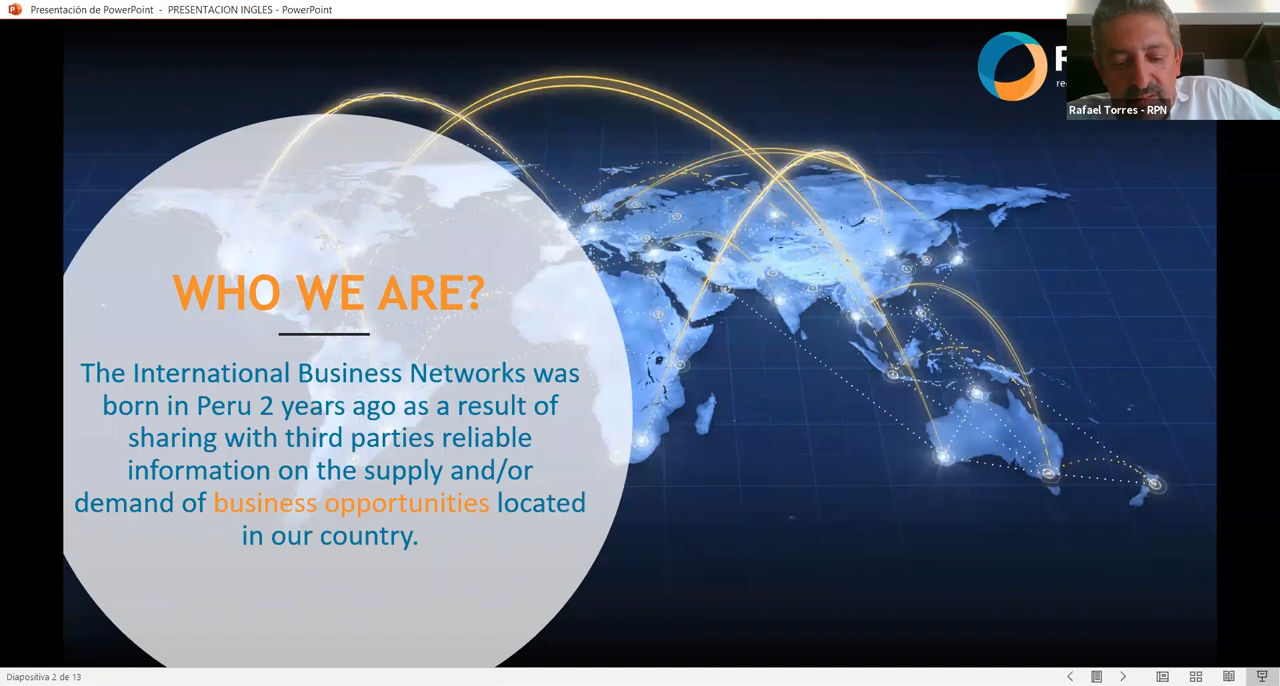 Presentación de PowerPoint - PRESENTACION INGLES - PowerPoint
Rafael Torres - RPN
WHO WE ARE?
The International Business Networks was
born in Peru 2 years ago as a result of
sharing with third parties reliable
information on the supply and/or
demand of business opportunities located
in our country.
Diapositiva 2 de 13